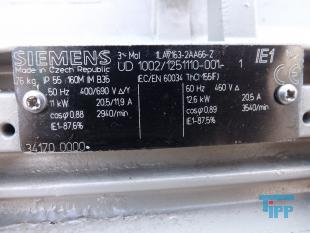 SIEMENS 3~Mot 1LA7163-2AA66-Z IE1
Made in Czech Republic UD 1002/1251110-001- 1
76 kg IP 55 160M IM B35 IEC/EN 60034 Th.Cl.155(F)
50 Hz 400/690 V Δ/Y 60 Hz 460 V Δ
11 kW 20.5/11.9 A 12.6 kW 20.5 A
cosφ 0.88 2940/min cosφ 0.89 3540/min
IE1-87.6% IE1-87.5%
34170 0000
TIPP